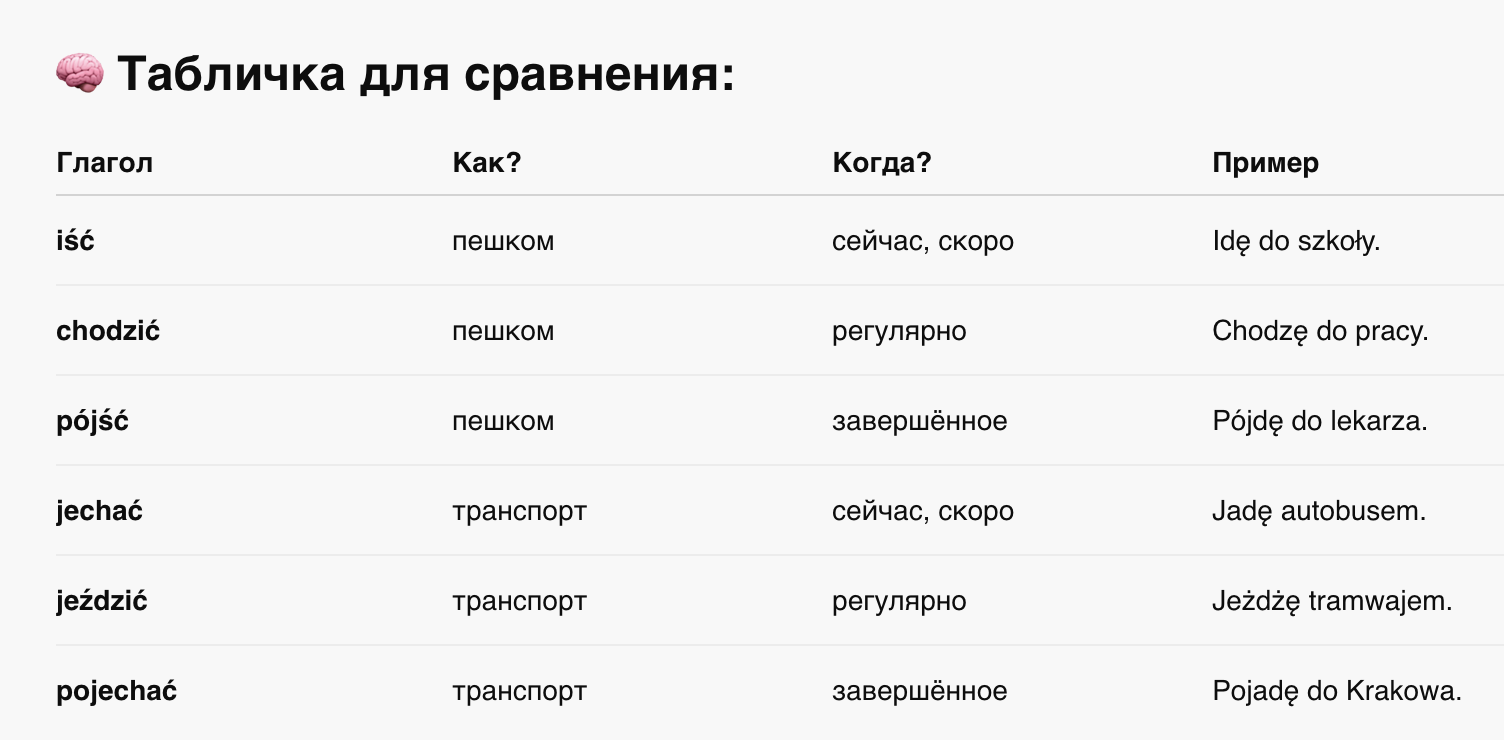 🧠 Табличка для сравнения:
Глагол Как? Когда? Пример
iść пешком сейчас, скоро Idę do szkoły.
chodzić пешком регулярно Chodzę do pracy.
pójść пешком завершённое Pójdę do lekarza.
jechać транспорт сейчас, скоро Jadę autobusem.
jeździć транспорт регулярно Jeżdżę tramwajem.
pojechać транспорт завершённое Pojadę do Krakowa.